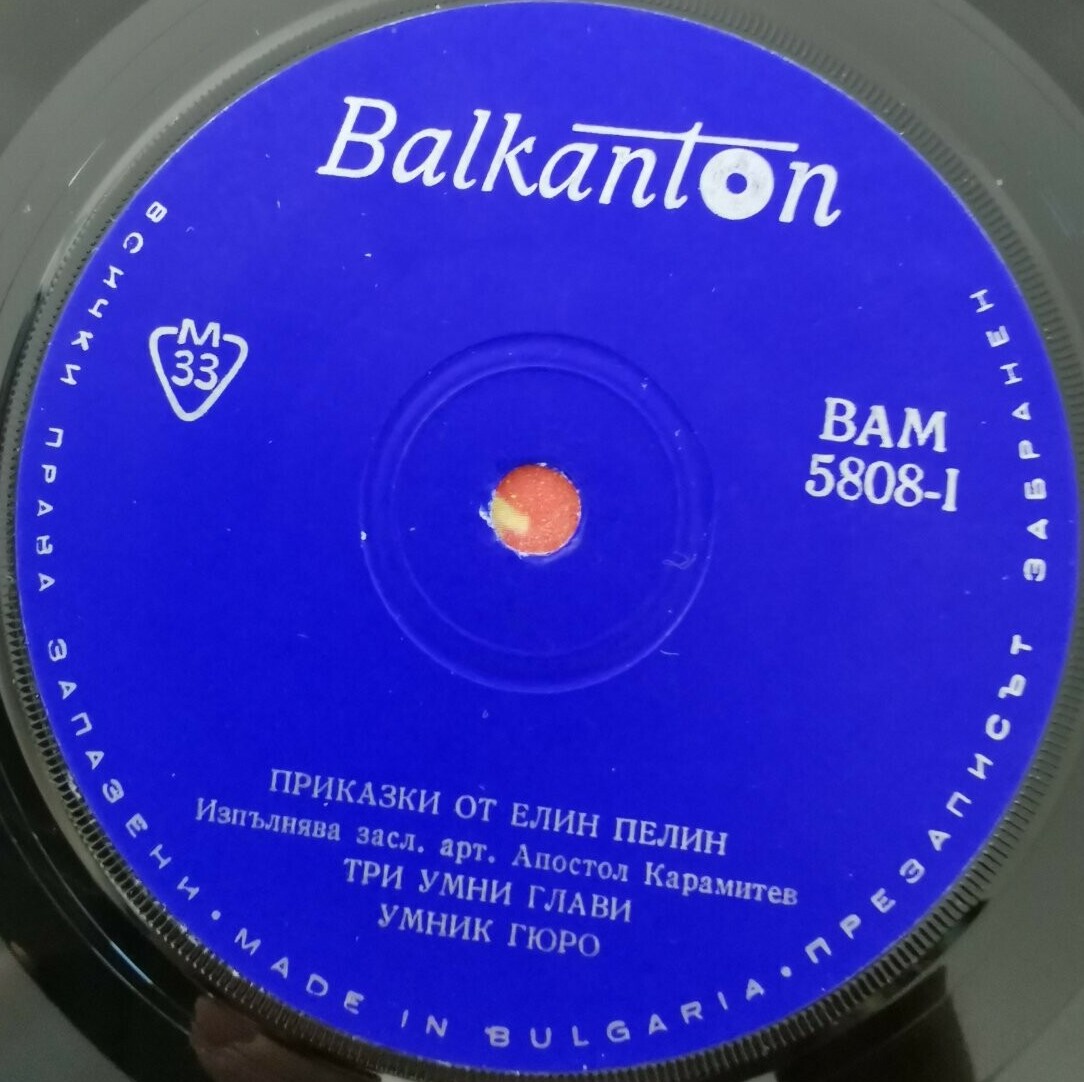 Balkanton
М
33
ВАМ
5808-I
ПРИКАЗКИ ОТ ЕЛИН ПЕЛИН
Изпълнява засл. арт. Апостол Карамитев
ТРИ УМНИ ГЛАВИ
УМНИК ГЮРО
ВСИЧКИ ПРАВА ЗАПАЗЕНИ • MADE IN BULGARIA • ПРЕЗАПИСЪТ ЗАБРАНЕН